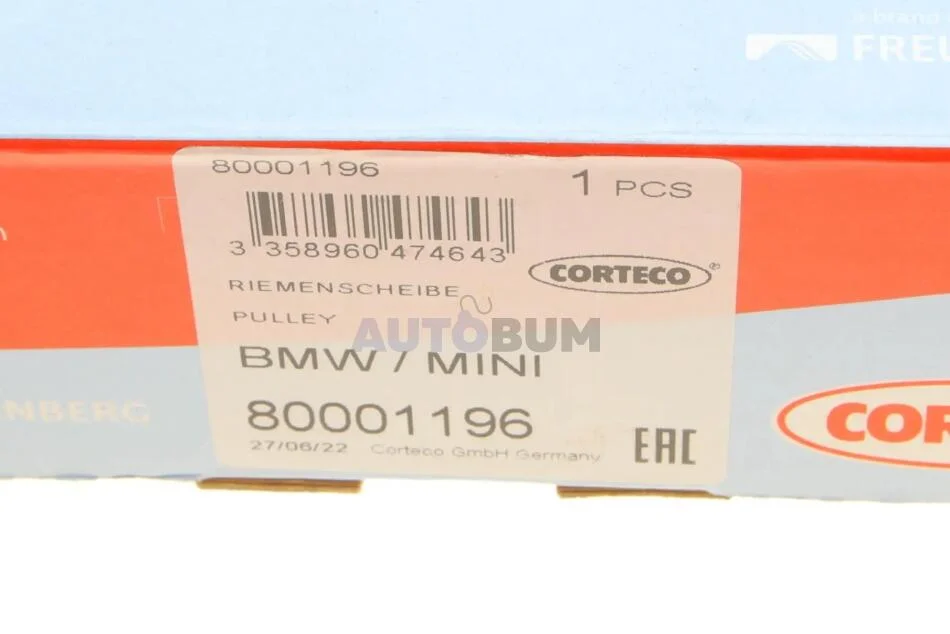 a brand
FREU
80001196
1 PCS
3 358960 474643
CORTECO®
RIEMENSCHEIBE
PULLEY
AUTOBUM
BMW / MINI
80001196
27/06/22 Corteco GmbH Germany
EAC
NBERG
COR